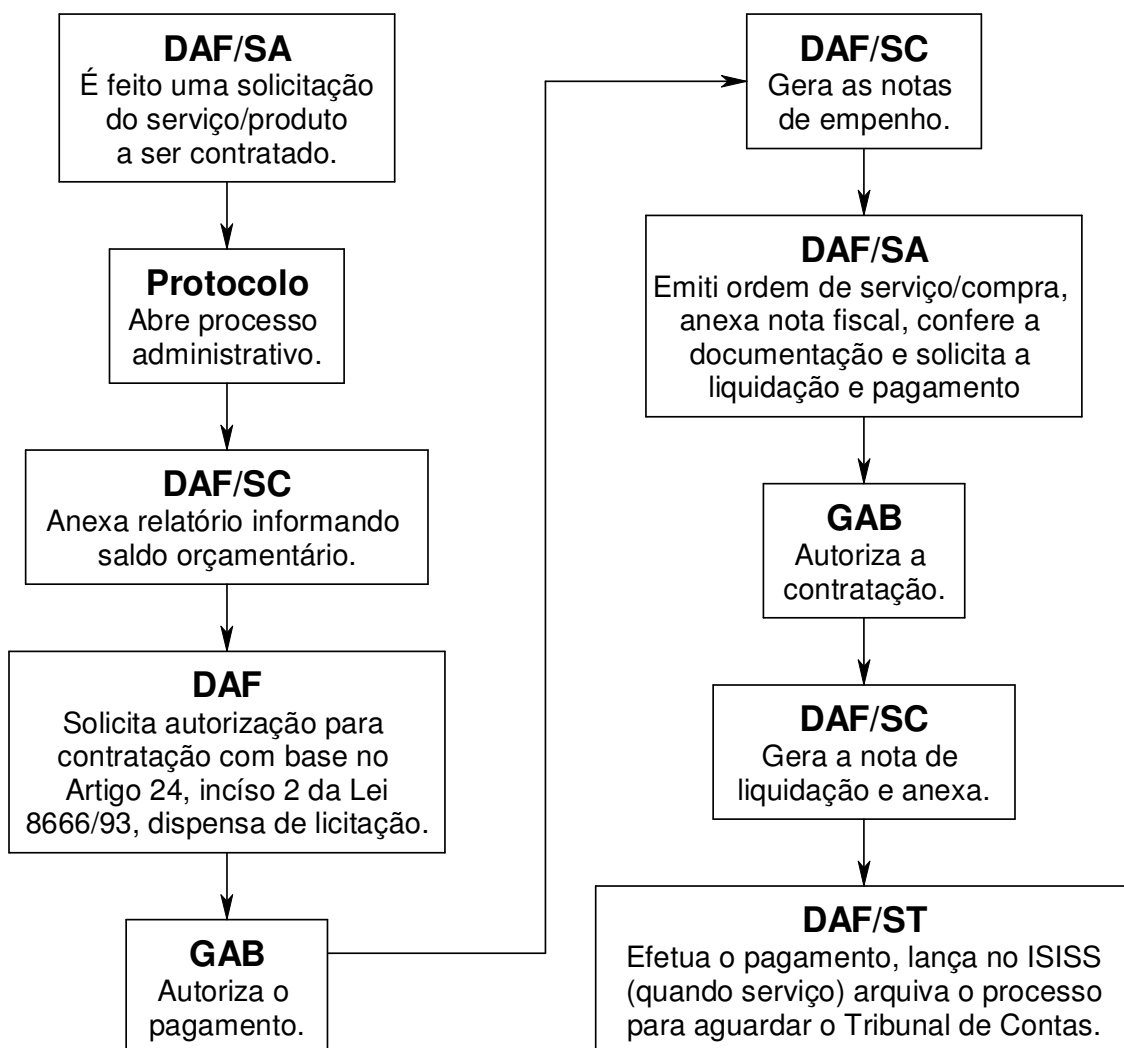 DAF/SA
É feito uma solicitação
do serviço/produto
a ser contratado.
Protocolo
Abre processo
administrativo.
DAF/SC
Anexa relatório informando
saldo orçamentário.
DAF
Solicita autorização para
contratação com base no
Artigo 24, incíso 2 da Lei
8666/93, dispensa de licitação.
GAB
Autoriza o
pagamento.
DAF/SC
Gera as notas
de empenho.
DAF/SA
Emiti ordem de serviço/compra,
anexa nota fiscal, confere a
documentação e solicita a
liquidação e pagamento
GAB
Autoriza a
contratação.
DAF/SC
Gera a nota de
liquidação e anexa.
DAF/ST
Efetua o pagamento, lança no ISISS
(quando serviço) arquiva o processo
para aguardar o Tribunal de Contas.